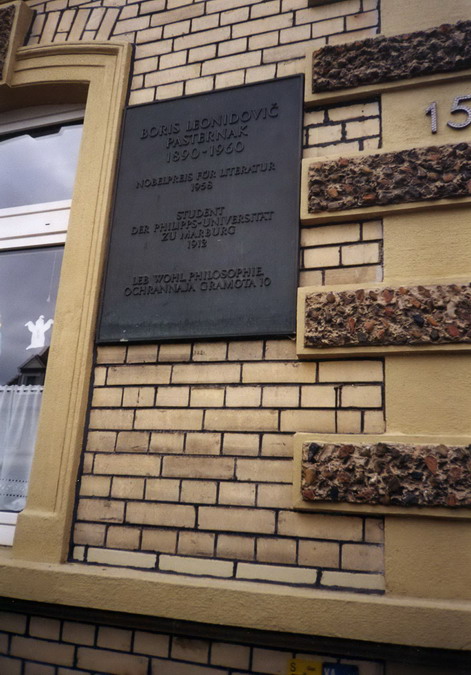 BORIS LEONIDOVIČ
PASTERNAK
1890-1960
NOBELPREIS FÜR LITERATUR
1958
STUDENT
DER PHILIPPS-UNIVERSITÄT
ZU MARBURG
1912
LEB WOHL, PHILOSOPHIE,
OCHRANNAJA GRAMOTA 10
15
S